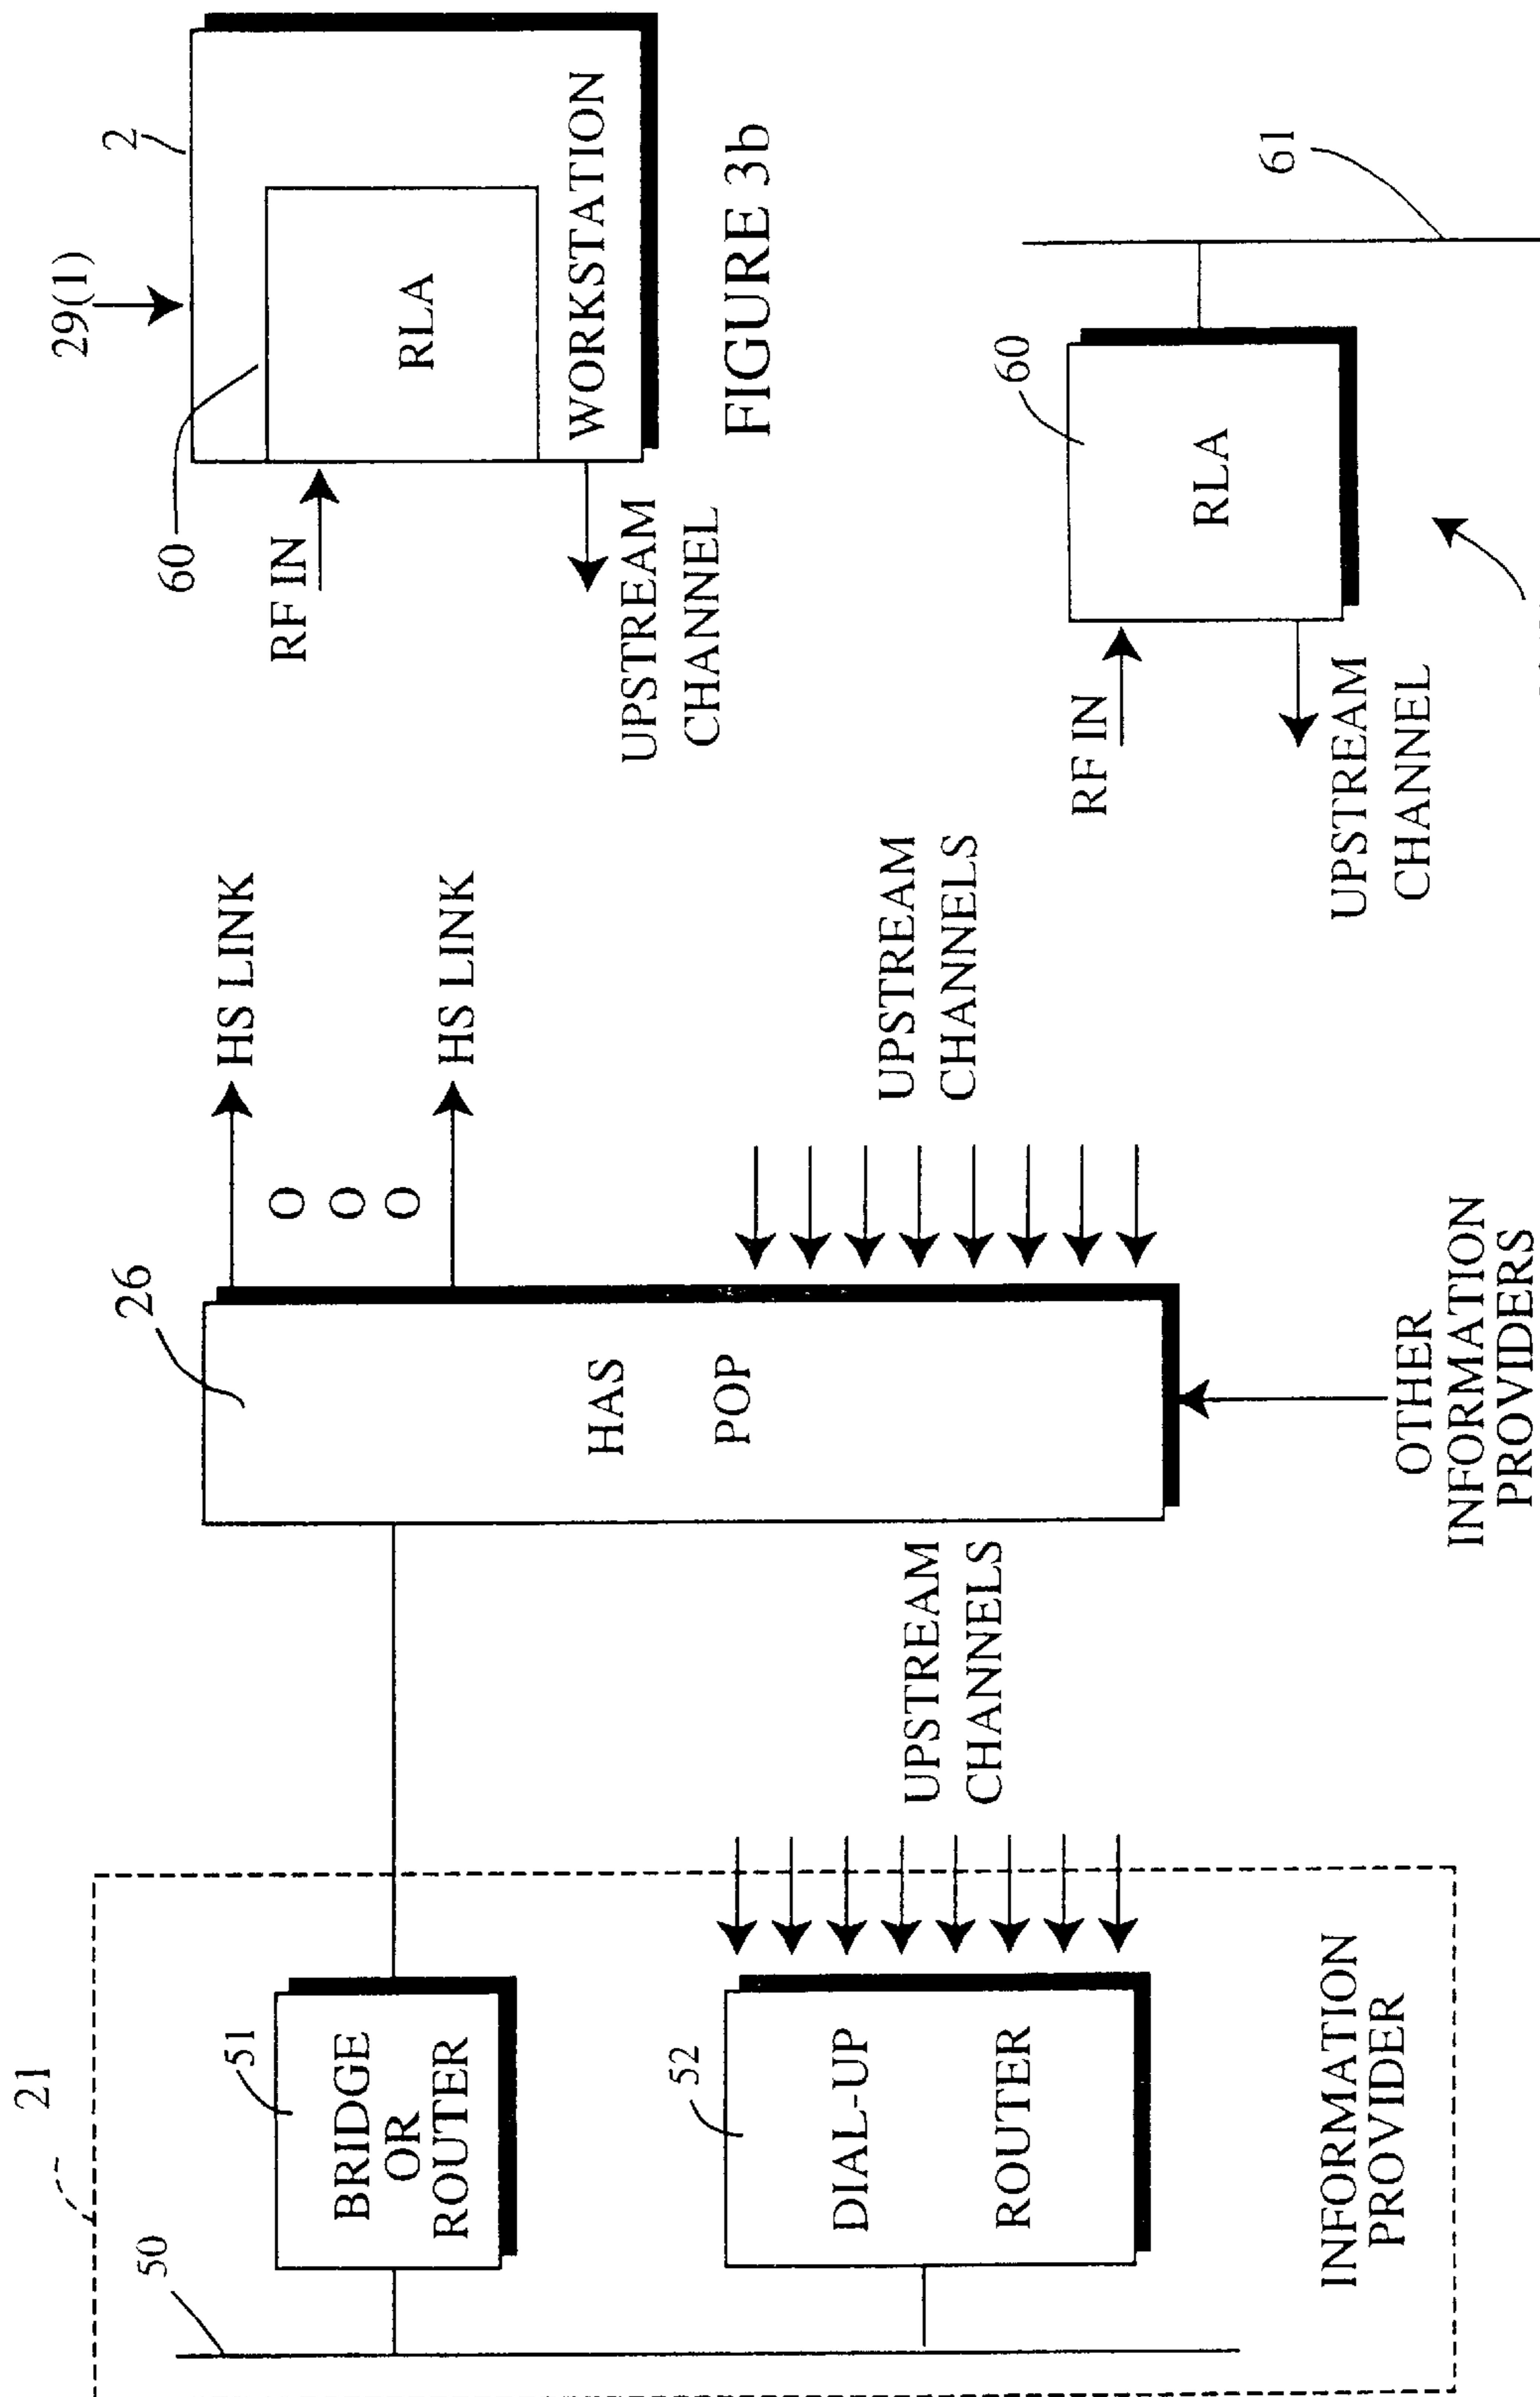 21
50
51
BRIDGE
OR
ROUTER
52
DIAL-UP
ROUTER
INFORMATION
PROVIDER
UPSTREAM
CHANNELS
26
HAS
POP
OTHER
INFORMATION
PROVIDERS
HS LINK
O
O
O
HS LINK
UPSTREAM
CHANNELS
29(1)
2
60
RF IN
RLA
WORKSTATION
UPSTREAM
CHANNEL
FIGURE 3b
60
61
RF IN
RLA
UPSTREAM
CHANNEL